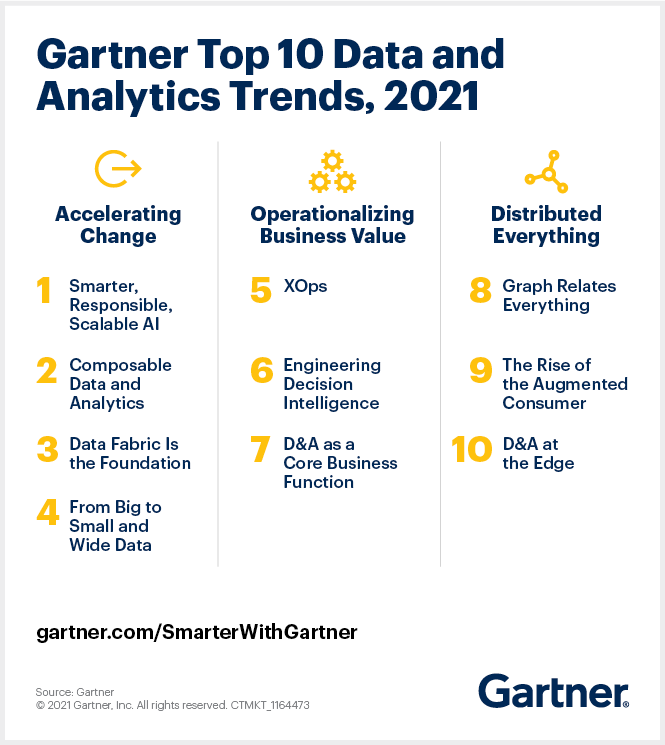 Gartner Top 10 Data and
Analytics Trends, 2021
Accelerating
Change
1 Smarter,
Responsible,
Scalable AI
2 Composable
Data and
Analytics
3 Data Fabric Is
the Foundation
4 From Big to
Small and
Wide Data
Operationalizing
Business Value
5 XOps
6 Engineering
Decision
Intelligence
7 D&A as a
Core Business
Function
Distributed
Everything
8 Graph Relates
Everything
9 The Rise of
the Augmented
Consumer
10 D&A at
the Edge
gartner.com/SmarterWithGartner
Source: Gartner
© 2021 Gartner, Inc. All rights reserved. CTMKT_1164473
Gartner®